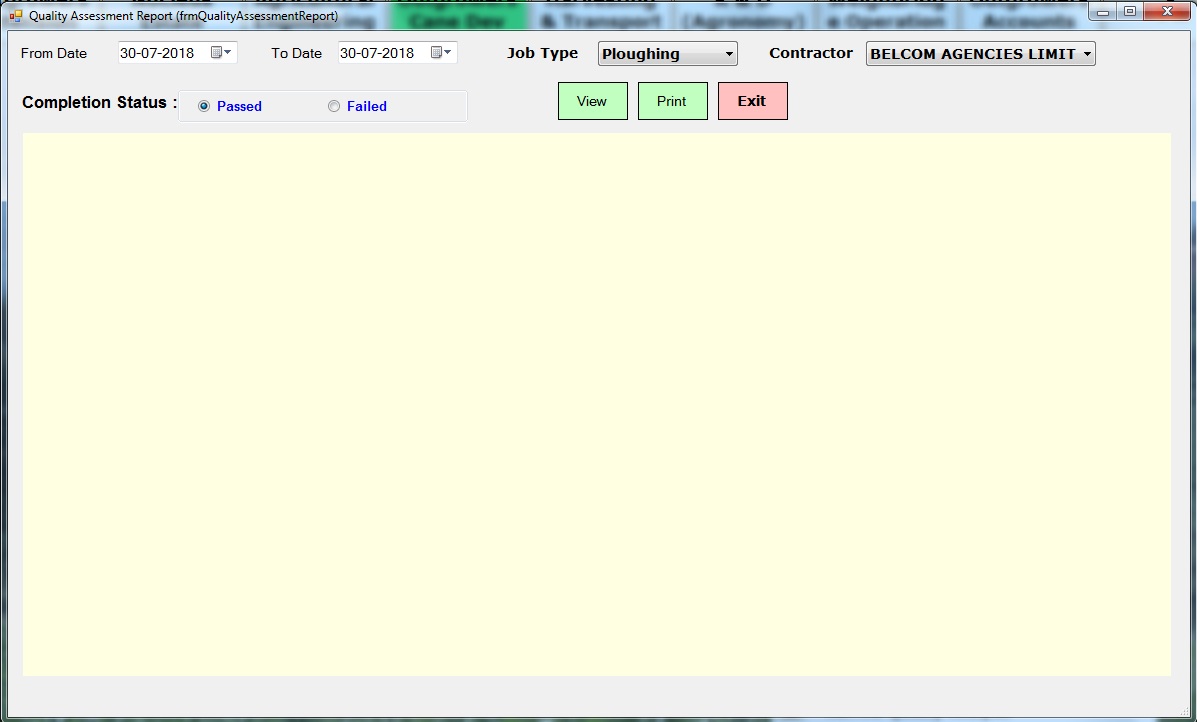 Quality Assessment Report (frmQualityAssessmentReport)
Cane Dev & Transport (Agronomy) e Operation Accounts
From Date 30-07-2018 To Date 30-07-2018 Job Type Ploughing Contractor BELCOM AGENCIES LIMIT
Completion Status : Passed Failed View Print Exit